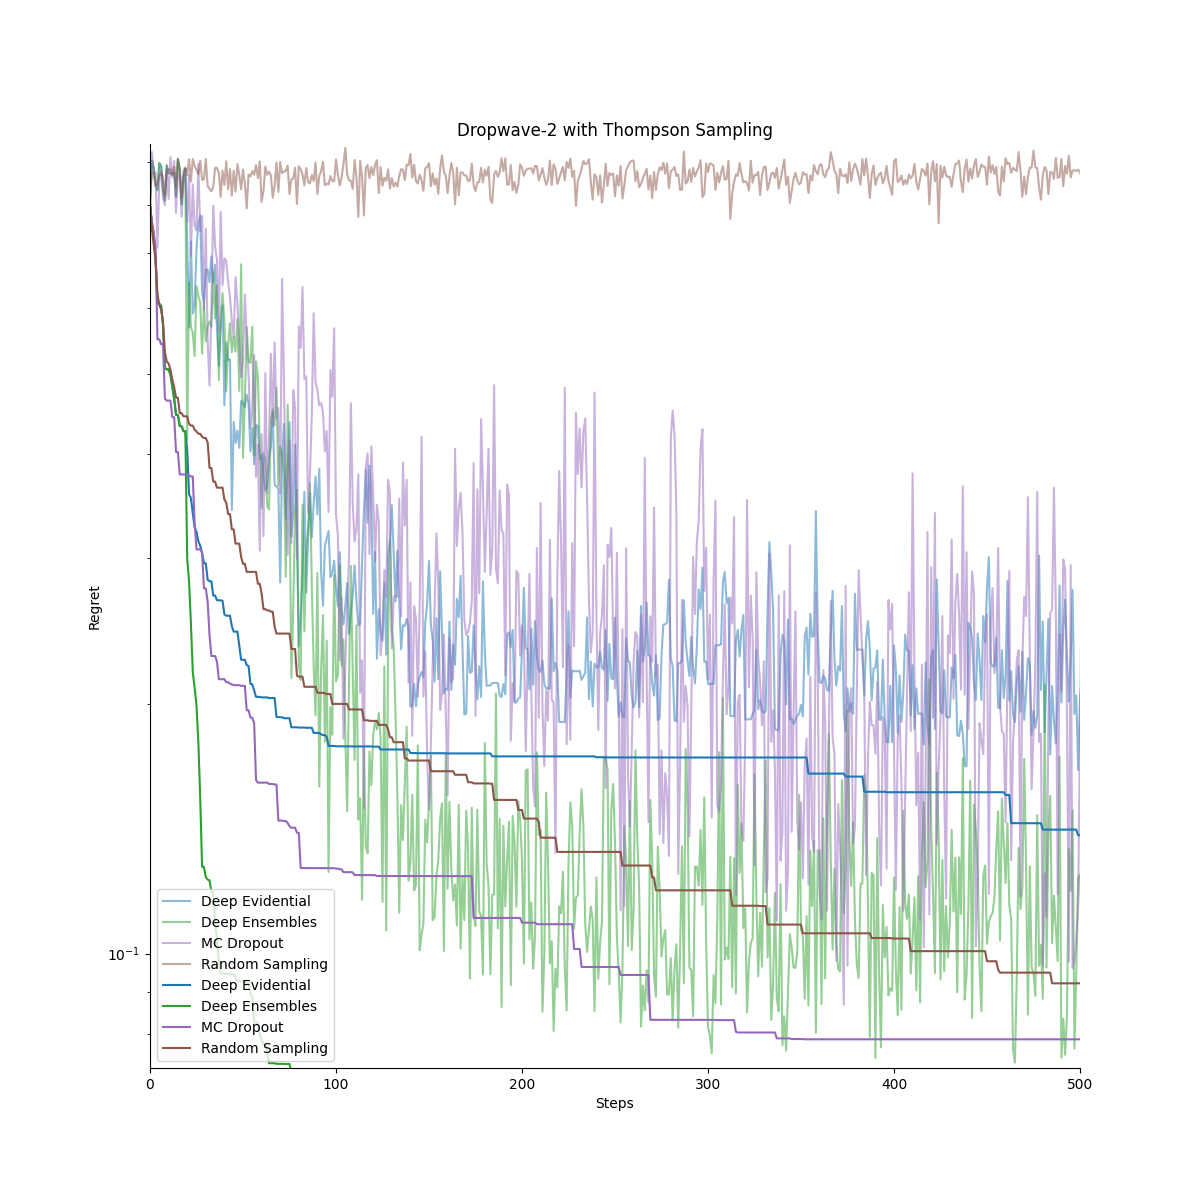 Dropwave-2 with Thompson Sampling
Regret
10⁻¹
Deep Evidential
Deep Ensembles
MC Dropout
Random Sampling
Deep Evidential
Deep Ensembles
MC Dropout
Random Sampling
0 100 200 300 400 500
Steps